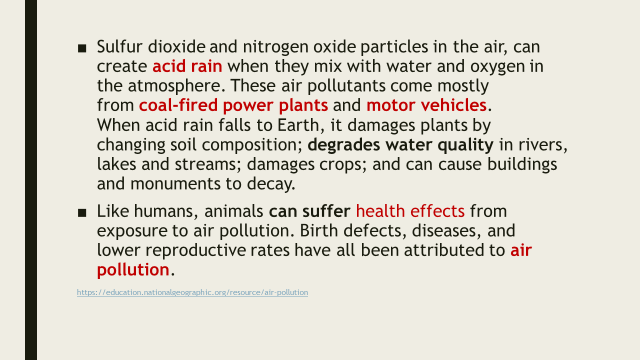 Sulfur dioxide and nitrogen oxide particles in the air, can
create acid rain when they mix with water and oxygen in
the atmosphere. These air pollutants come mostly
from coal-fired power plants and motor vehicles.
When acid rain falls to Earth, it damages plants by
changing soil composition; degrades water quality in rivers,
lakes and streams; damages crops; and can cause buildings
and monuments to decay.
Like humans, animals can suffer health effects from
exposure to air pollution. Birth defects, diseases, and
lower reproductive rates have all been attributed to air
pollution.
https://education.nationalgeographic.org/resource/air-pollution